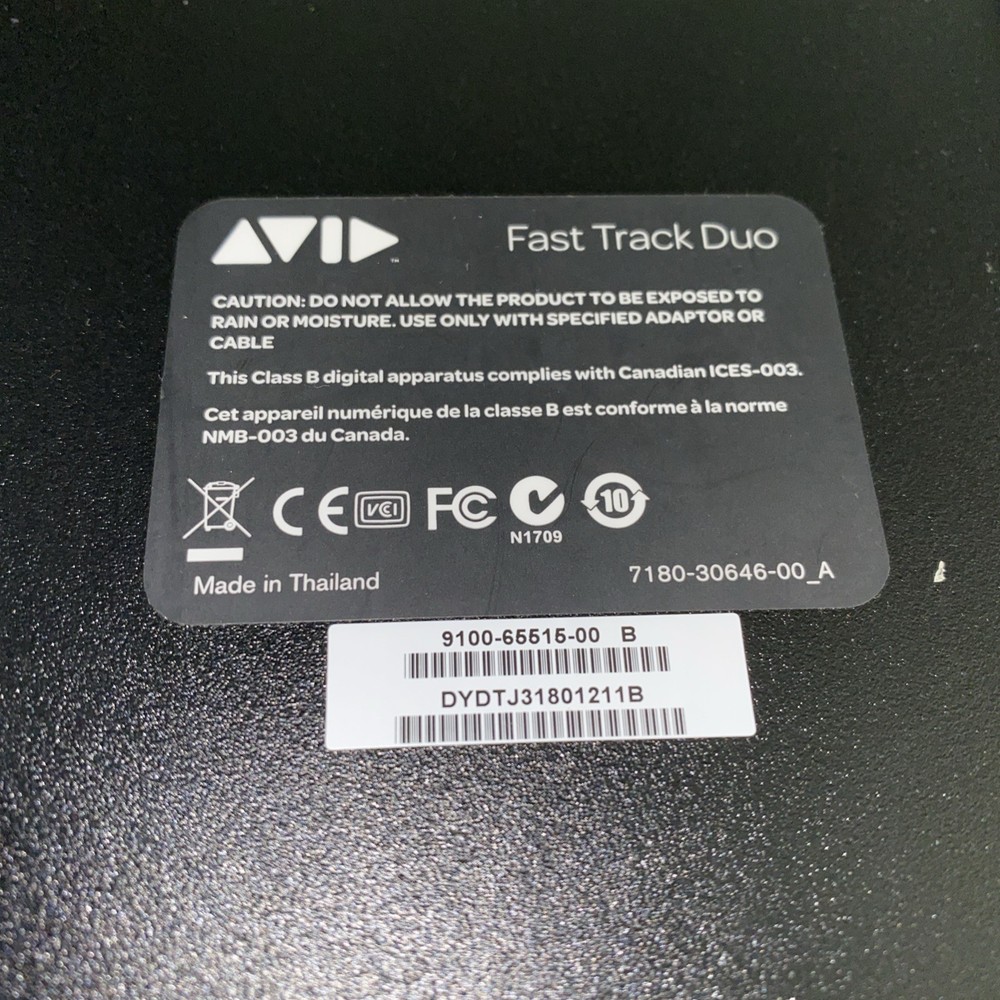 AVID™
Fast Track Duo
CAUTION: DO NOT ALLOW THE PRODUCT TO BE EXPOSED TO
RAIN OR MOISTURE. USE ONLY WITH SPECIFIED ADAPTOR OR
CABLE
This Class B digital apparatus complies with Canadian ICES-003.
Cet appareil numérique de la classe B est conforme à la norme
NMB-003 du Canada.
CE VCI FC 10
N1709
Made in Thailand
7180-30646-00_A
9100-65515-00 B
DYDTJ31801211B